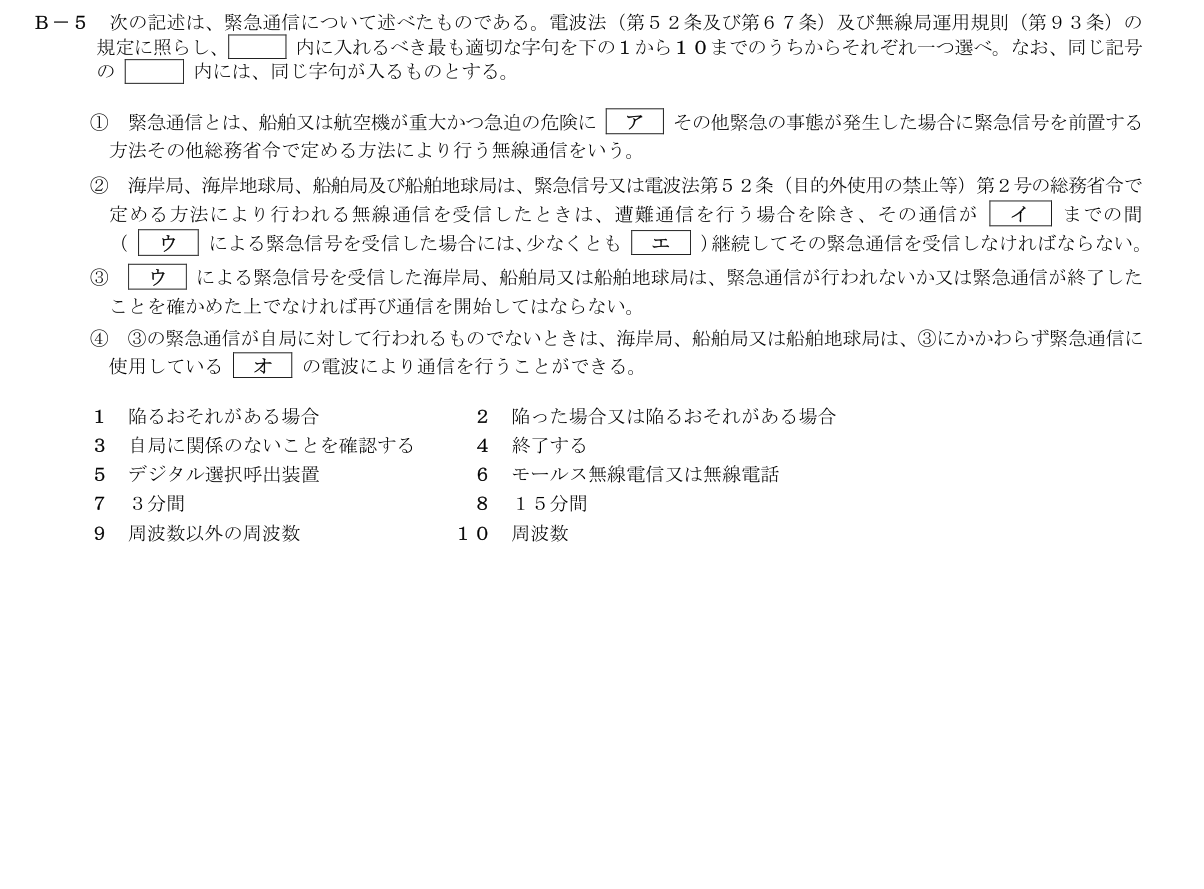 Ｂ－５　次の記述は、緊急通信について述べたものである。電波法（第５２条及び第６７条）及び無線局運用規則（第９３条）の
規定に照らし、　　　内に入れるべき最も適切な字句を下の１から１０までのうちからそれぞれ一つ選べ。なお、同じ記号
の　　　内には、同じ字句が入るものとする。
①　緊急通信とは、船舶又は航空機が重大かつ急迫の危険に ア その他緊急の事態が発生した場合に緊急信号を前置する
方法その他総務省令で定める方法により行う無線通信をいう。
②　海岸局、海岸地球局、船舶局及び船舶地球局は、緊急信号又は電波法第５２条（目的外使用の禁止等）第２号の総務省令で
定める方法により行われる無線通信を受信したときは、遭難通信を行う場合を除き、その通信が イ までの間
（ ウ による緊急信号を受信した場合には、少なくとも エ ）継続してその緊急通信を受信しなければならない。
③　ウ による緊急信号を受信した海岸局、船舶局又は船舶地球局は、緊急通信が行われないか又は緊急通信が終了した
ことを確かめた上でなければ再び通信を開始してはならない。
④　③の緊急通信が自局に対して行われるものでないときは、海岸局、船舶局又は船舶地球局は、③にかかわらず緊急通信に
使用している オ の電波により通信を行うことができる。
１　陥るおそれがある場合　２　陥った場合又は陥るおそれがある場合
３　自局に関係のないことを確認する　４　終了する
５　デジタル選択呼出装置　６　モールス無線電信又は無線電話
７　３分間　８　１５分間
９　周波数以外の周波数　１０　周波数